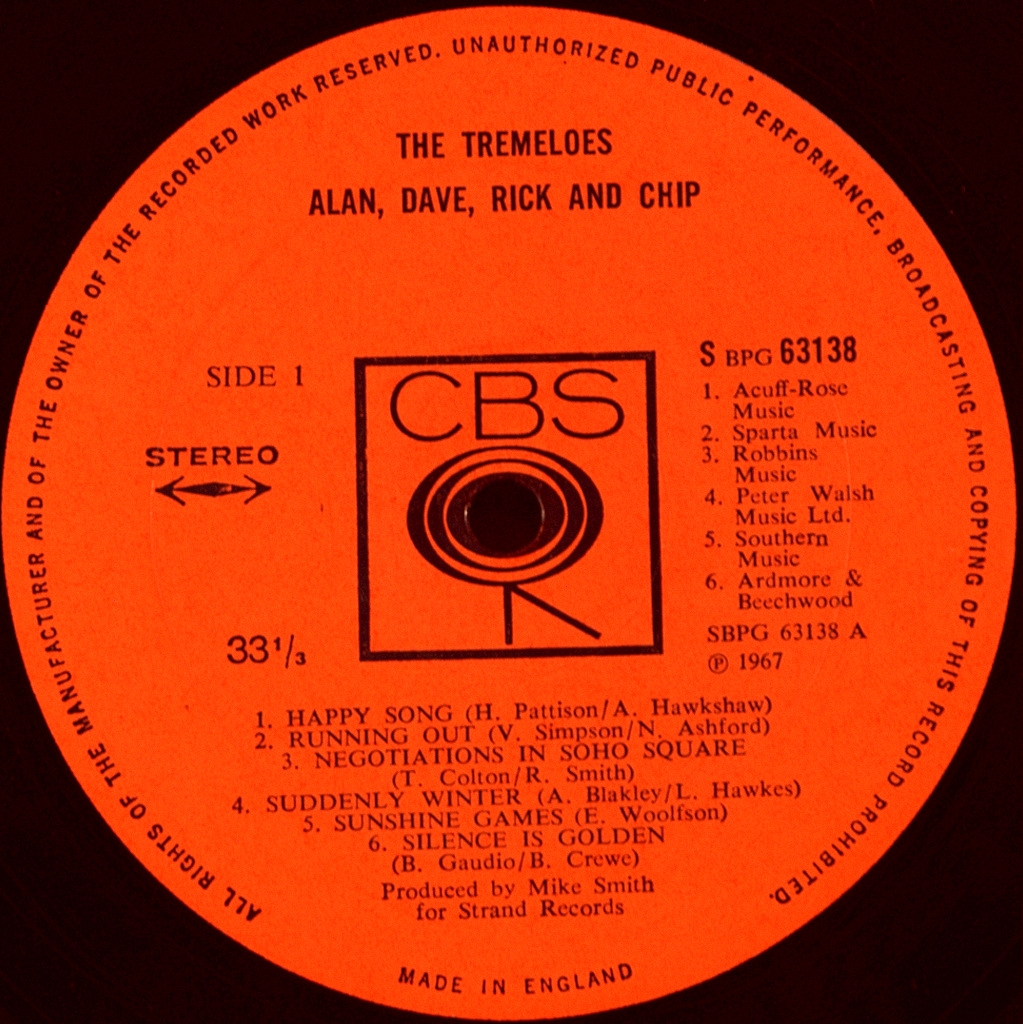 ALL RIGHTS OF THE MANUFACTURER AND OF THE OWNER OF THE RECORDED WORK RESERVED. UNAUTHORIZED PUBLIC PERFORMANCE, BROADCASTING AND COPYING OF THIS RECORD PROHIBITED.
THE TREMELOES
ALAN, DAVE, RICK AND CHIP
SIDE 1
STEREO
33 1/3
CBS
S BPG 63138
1. Acuff-Rose
Music
2. Sparta Music
3. Robbins
Music
4. Peter Walsh
Music Ltd.
5. Southern
Music
6. Ardmore &
Beechwood
SBPG 63138 A
Ⓟ 1967
1. HAPPY SONG (H. Pattison/A. Hawkshaw)
2. RUNNING OUT (V. Simpson/N. Ashford)
3. NEGOTIATIONS IN SOHO SQUARE
(T. Colton/R. Smith)
4. SUDDENLY WINTER (A. Blakley/L. Hawkes)
5. SUNSHINE GAMES (E. Woolfson)
6. SILENCE IS GOLDEN
(B. Gaudio/B. Crewe)
Produced by Mike Smith
for Strand Records
MADE IN ENGLAND